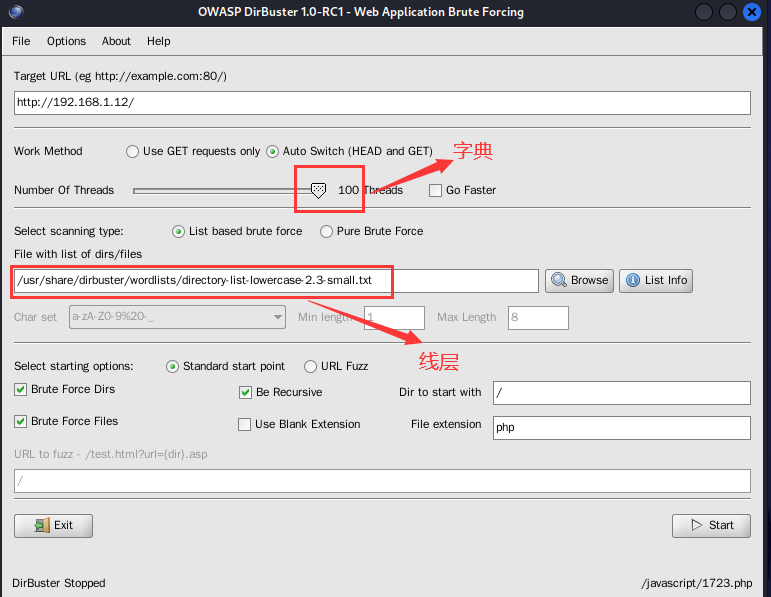 OWASP DirBuster 1.0-RC1 - Web Application Brute Forcing
File Options About Help
Target URL (eg http://example.com:80/)
http://192.168.1.12/
Work Method Use GET requests only Auto Switch (HEAD and GET) 字典
Number Of Threads 100 Threads Go Faster
Select scanning type: List based brute force Pure Brute Force
File with list of dirs/files
/usr/share/dirbuster/wordlists/directory-list-lowercase-2.3-small.txt Browse List Info
Char set a-zA-Z0-9%20-_ Min length 1 Max Length 8
线层
Select starting options: Standard start point URL Fuzz
Brute Force Dirs Be Recursive Dir to start with /
Brute Force Files Use Blank Extension File extension php
URL to fuzz - /test.html?url={dir}.asp
/
Exit Start
DirBuster Stopped /javascript/1723.php